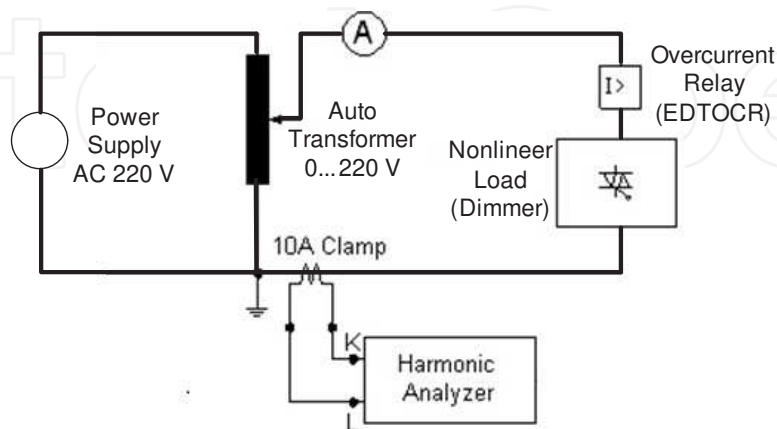 A
Overcurrent
Relay
(EDTOCR)
I>
Power
Supply
AC 220 V
Auto
Transformer
0...220 V
Nonlineer
Load
(Dimmer)
10A Clamp
K
Harmonic
Analyzer
L